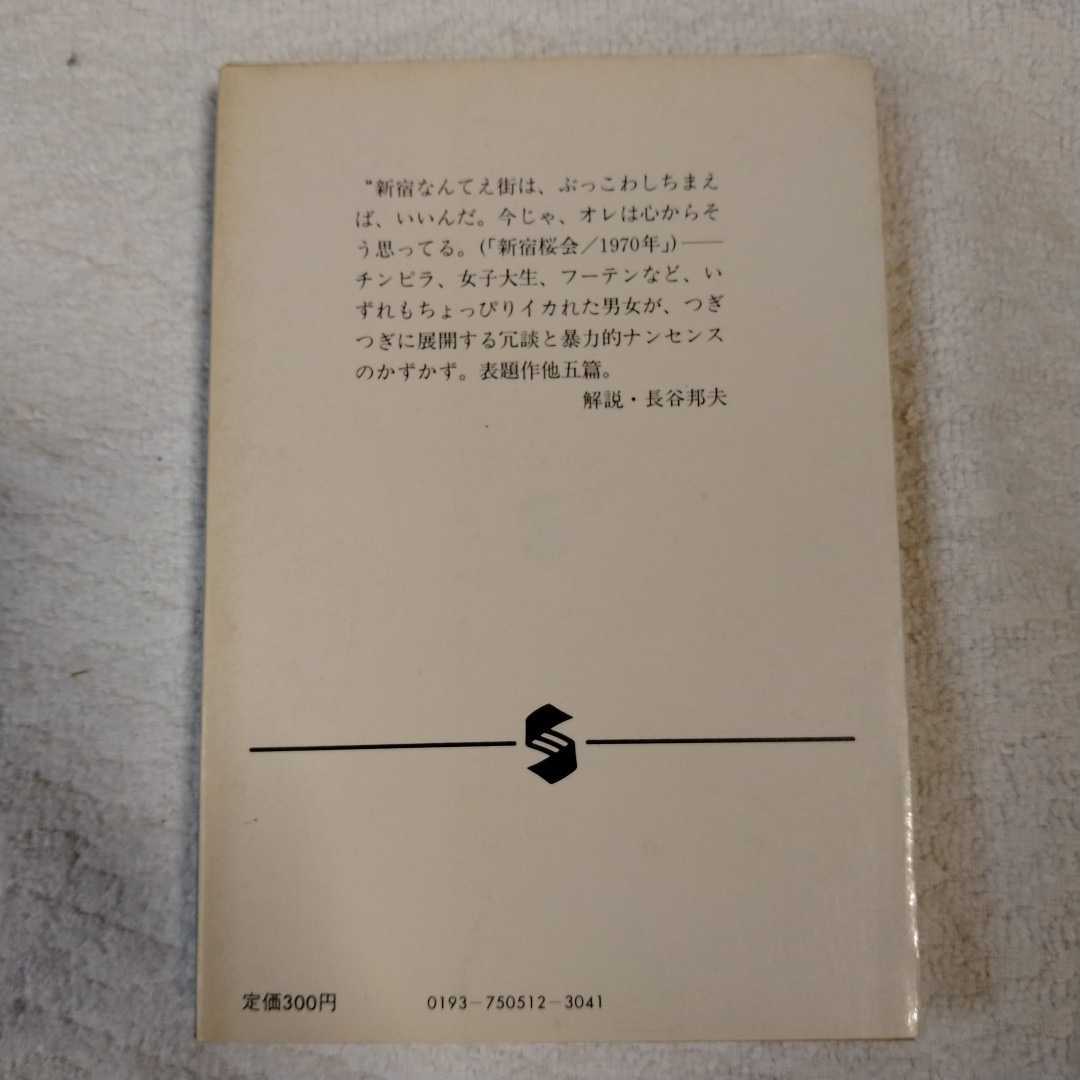 “新宿なんてえ街は、ぶっこわしちまえ
ば、いいんだ。今じゃ、オレは心からそ
う思ってる。(「新宿桜会／1970年」)――
チンピラ、女子大生、フーテンなど、い
ずれもちょっぴりイカれた男女が、つぎ
つぎに展開する冗談と暴力的ナンセンス
のかずかず。表題作他五篇。
解説・長谷邦夫
定価300円
0193-750512-3041